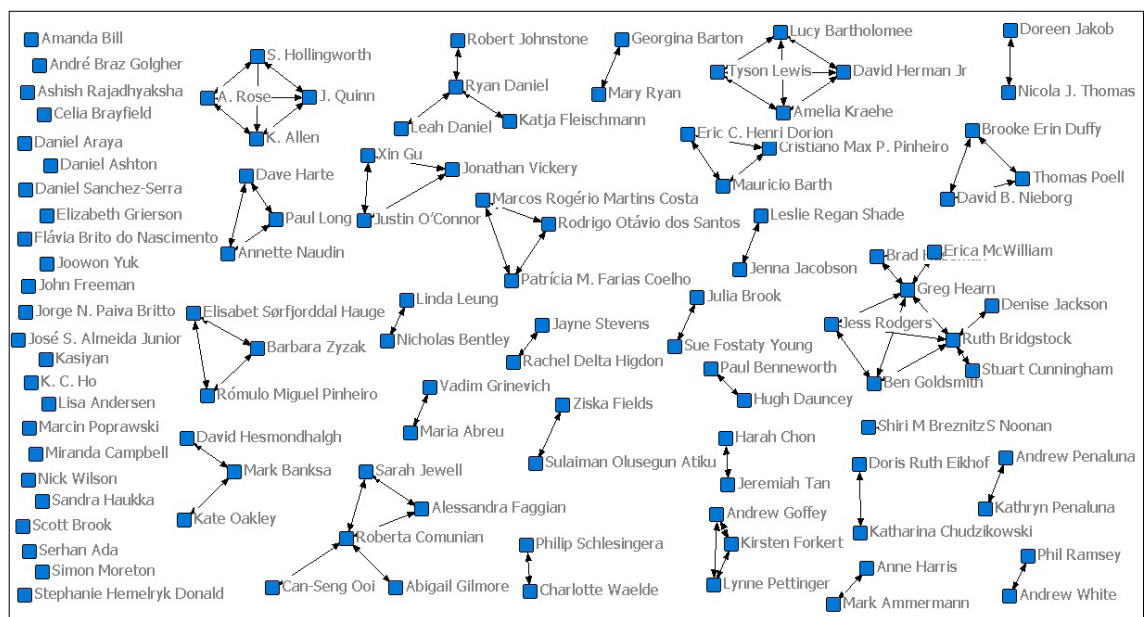 Amanda Bill
André Braz Golgher
Ashish Rajadhyaksha
Celia Brayfield
Daniel Araya
Daniel Ashton
Daniel Sanchez-Serra
Elizabeth Grierson
Flávia Brito do Nascimento
Joowon Yuk
John Freeman
Jorge N. Paiva Britto
José S. Almeida Junior
Kasiyan
K. C. Ho
Lisa Andersen
Marcin Poprawski
Miranda Campbell
Nick Wilson
Sandra Haukka
Scott Brook
Serhan Ada
Simon Moreton
Stephanie Hemelryk Donald
S. Hollingworth
A. Rose
J. Quinn
K. Allen
Dave Harte
Paul Long
Annette Naudin
Elisabet Sørfjorddal Hauge
Barbara Zyzak
Rómulo Miguel Pinheiro
David Hesmondhalgh
Mark Banksa
Kate Oakley
Robert Johnstone
Ryan Daniel
Leah Daniel
Katja Fleischmann
Xin Gu
Jonathan Vickery
Justin O'Connor
Marcos Rogério Martins Costa
Rodrigo Otávio dos Santos
Patrícia M. Farias Coelho
Linda Leung
Nicholas Bentley
Jayne Stevens
Rachel Delta Higdon
Vadim Grinevich
Maria Abreu
Ziska Fields
Sulaiman Olusegun Atiku
Sarah Jewell
Alessandra Faggian
Roberta Comunian
Can-Seng Ooi
Abigail Gilmore
Philip Schlesingera
Charlotte Waelde
Georgina Barton
Mary Ryan
Lucy Bartholomee
Tyson Lewis
David Herman Jr
Amelia Kraehe
Eric C. Henri Dorion
Cristiano Max P. Pinheiro
Mauricio Barth
Leslie Regan Shade
Jenna Jacobson
Julia Brook
Sue Fostaty Young
Paul Benneworth
Hugh Dauncey
Harah Chon
Jeremiah Tan
Andrew Goffey
Kirsten Forkert
Lynne Pettinger
Doreen Jakob
Nicola J. Thomas
Brooke Erin Duffy
Thomas Poell
David B. Nieborg
Brad
Erica McWilliam
Greg Hearn
Denise Jackson
Jess Rodgers
Ruth Bridgstock
Stuart Cunningham
Ben Goldsmith
Shiri M Breznitz
S Noonan
Doris Ruth Eikhof
Katharina Chudzikowski
Andrew Penaluna
Kathryn Penaluna
Anne Harris
Mark Ammermann
Phil Ramsey
Andrew White